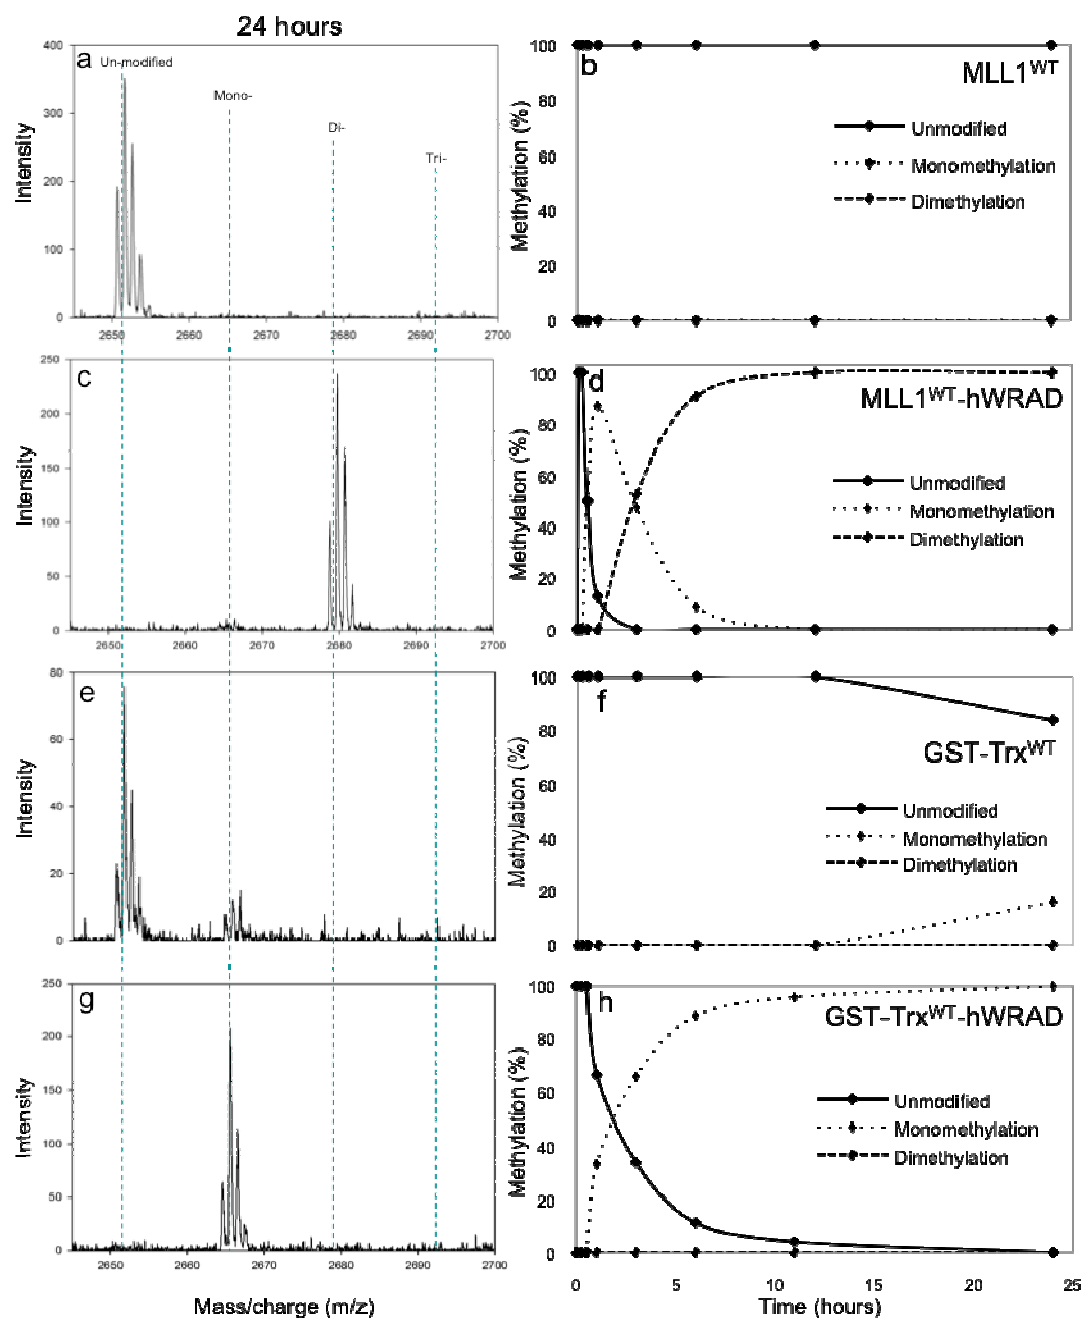 24 hours
a
Un-modified
Mono-
Di-
Tri-
Intensity
400
300
200
100
0
2650
2660
2670
2680
2690
2700
b
MLL1WT
Methylation (%)
100
80
60
40
20
0
Unmodified
Monomethylation
Dimethylation
c
Intensity
250
200
150
100
50
0
2650
2660
2670
2680
2690
2700
d
MLL1WT-hWRAD
Methylation (%)
100
80
60
40
20
0
Unmodified
Monomethylation
Dimethylation
e
Intensity
80
60
40
20
0
2650
2660
2670
2680
2690
2700
f
GST-TrxWT
Methylation (%)
100
80
60
40
20
0
Unmodified
Monomethylation
Dimethylation
g
Intensity
250
200
150
100
50
0
2650
2660
2670
2680
2690
2700
Mass/charge (m/z)
h
GST-TrxWT-hWRAD
Methylation (%)
100
80
60
40
20
0
Unmodified
Monomethylation
Dimethylation
0
5
10
15
20
25
Time (hours)